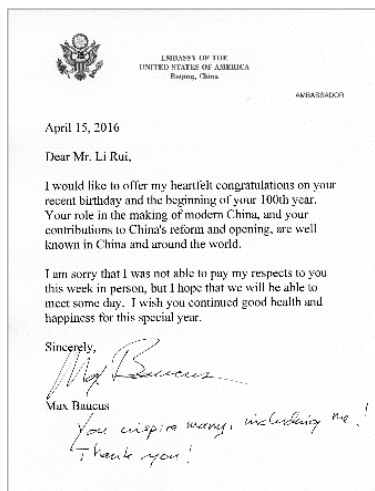 EMBASSY OF THE
UNITED STATES OF AMERICA
Beijing, China
AMBASSADOR
April 15, 2016
Dear Mr. Li Rui,
I would like to offer my heartfelt congratulations on your
recent birthday and the beginning of your 100th year.
Your role in the making of modern China, and your
contributions to China's reform and opening, are well
known in China and around the world.
I am sorry that I was not able to pay my respects to you
this week in person, but I hope that we will be able to
meet some day. I wish you continued good health and
happiness for this special year.
Sincerely,
Max Baucus
Max Baucus
You inspire many, including me!
Thank you!